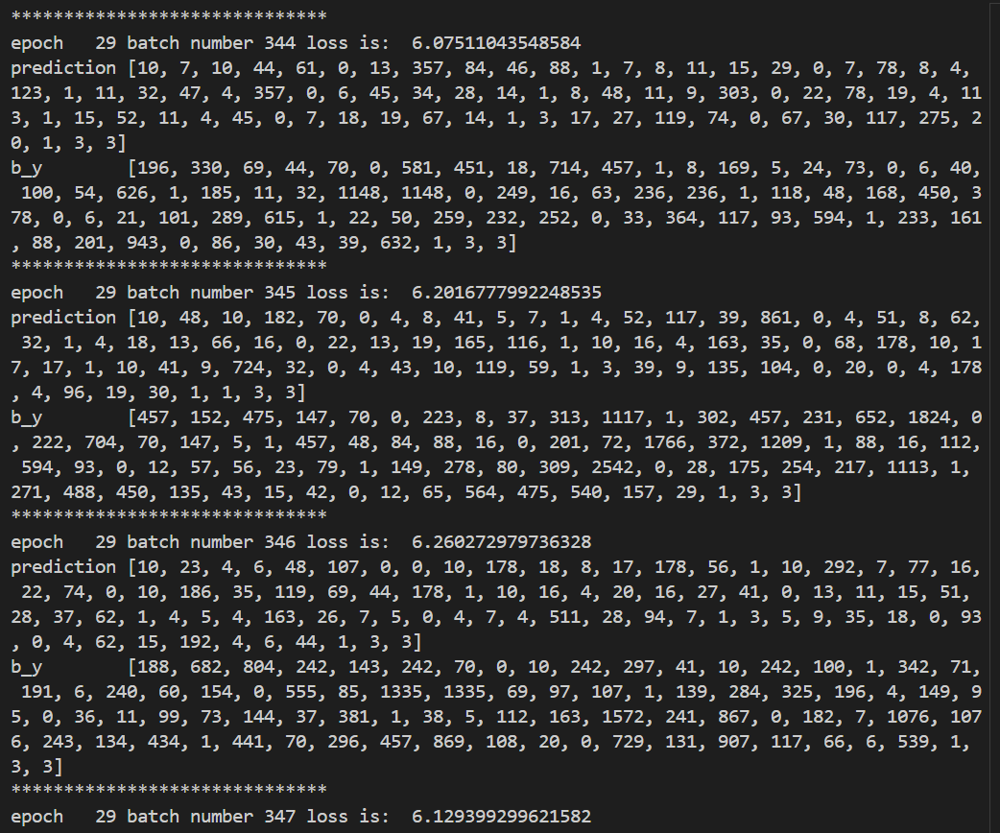 ******************************
epoch   29 batch number 344 loss is:  6.07511043548584
prediction [10, 7, 10, 44, 61, 0, 13, 357, 84, 46, 88, 1, 7, 8, 11, 15, 29, 0, 7, 78, 8, 4,
123, 1, 11, 32, 47, 4, 357, 0, 6, 45, 34, 28, 14, 1, 8, 48, 11, 9, 303, 0, 22, 78, 19, 4, 11
3, 1, 15, 52, 11, 4, 45, 0, 7, 18, 19, 67, 14, 1, 3, 17, 27, 119, 74, 0, 67, 30, 117, 275, 2
0, 1, 3, 3]
b_y        [196, 330, 69, 44, 70, 0, 581, 451, 18, 714, 457, 1, 8, 169, 5, 24, 73, 0, 6, 40,
 100, 54, 626, 1, 185, 11, 32, 1148, 1148, 0, 249, 16, 63, 236, 236, 1, 118, 48, 168, 450, 3
78, 0, 6, 21, 101, 289, 615, 1, 22, 50, 259, 232, 252, 0, 33, 364, 117, 93, 594, 1, 233, 161
, 88, 201, 943, 0, 86, 30, 43, 39, 632, 1, 3, 3]
******************************
epoch   29 batch number 345 loss is:  6.2016777992248535
prediction [10, 48, 10, 182, 70, 0, 4, 8, 41, 5, 7, 1, 4, 52, 117, 39, 861, 0, 4, 51, 8, 62,
 32, 1, 4, 18, 13, 66, 16, 0, 22, 13, 19, 165, 116, 1, 10, 16, 4, 163, 35, 0, 68, 178, 10, 1
7, 17, 1, 10, 41, 9, 724, 32, 0, 4, 43, 10, 119, 59, 1, 3, 39, 9, 135, 104, 0, 20, 0, 4, 178
, 4, 96, 19, 30, 1, 1, 3, 3]
b_y        [457, 152, 475, 147, 70, 0, 223, 8, 37, 313, 1117, 1, 302, 457, 231, 652, 1824, 0
, 222, 704, 70, 147, 5, 1, 457, 48, 84, 88, 16, 0, 201, 72, 1766, 372, 1209, 1, 88, 16, 112,
 594, 93, 0, 12, 57, 56, 23, 79, 1, 149, 278, 80, 309, 2542, 0, 28, 175, 254, 217, 1113, 1,
271, 488, 450, 135, 43, 15, 42, 0, 12, 65, 564, 475, 540, 157, 29, 1, 3, 3]
******************************
epoch   29 batch number 346 loss is:  6.260272979736328
prediction [10, 23, 4, 6, 48, 107, 0, 0, 10, 178, 18, 8, 17, 178, 56, 1, 10, 292, 7, 77, 16,
 22, 74, 0, 10, 186, 35, 119, 69, 44, 178, 1, 10, 16, 4, 20, 16, 27, 41, 0, 13, 11, 15, 51,
28, 37, 62, 1, 4, 5, 4, 163, 26, 7, 5, 0, 4, 7, 4, 511, 28, 94, 7, 1, 3, 5, 9, 35, 18, 0, 93
, 0, 4, 62, 15, 192, 4, 6, 44, 1, 3, 3]
b_y        [188, 682, 804, 242, 143, 242, 70, 0, 10, 242, 297, 41, 10, 242, 100, 1, 342, 71,
 191, 6, 240, 60, 154, 0, 555, 85, 1335, 1335, 69, 97, 107, 1, 139, 284, 325, 196, 4, 149, 9
5, 0, 36, 11, 99, 73, 144, 37, 381, 1, 38, 5, 112, 163, 1572, 241, 867, 0, 182, 7, 1076, 107
6, 243, 134, 434, 1, 441, 70, 296, 457, 869, 108, 20, 0, 729, 131, 907, 117, 66, 6, 539, 1,
3, 3]
******************************
epoch   29 batch number 347 loss is:  6.129399299621582